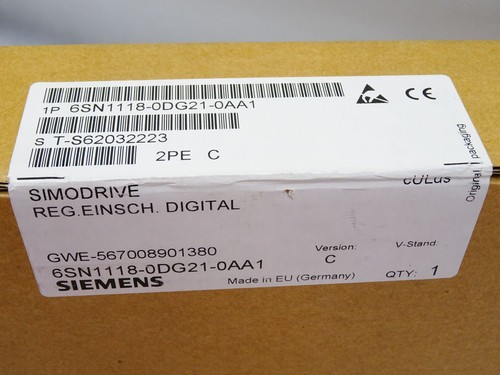 1P 6SN1118-0DG21-0AA1
S T-S62032223
2PE C
CE
cULus
Original packaging
SIMODRIVE
REG.EINSCH. DIGITAL
GWE-567008901380
6SN1118-0DG21-0AA1
SIEMENS
Made in EU (Germany)
Version:
C
V-Stand:
QTY: 1